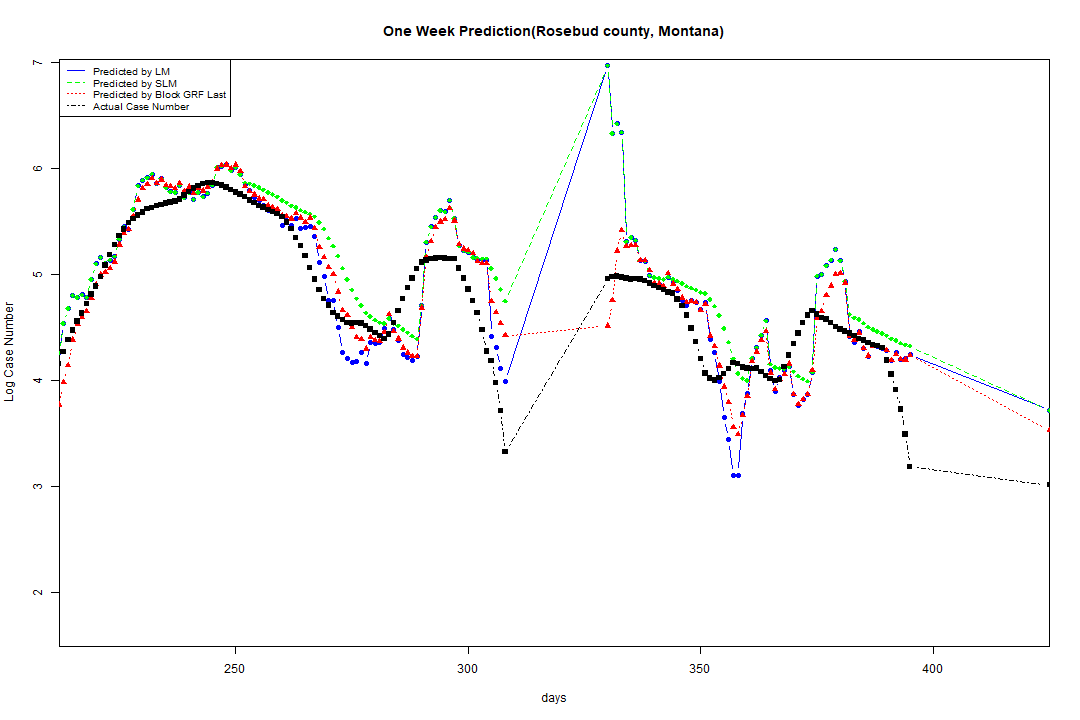 One Week Prediction(Rosebud county, Montana)
Predicted by LM
Predicted by SLM
Predicted by Block GRF Last
Actual Case Number
Log Case Number
7
6
5
4
3
2
250
300
350
400
days